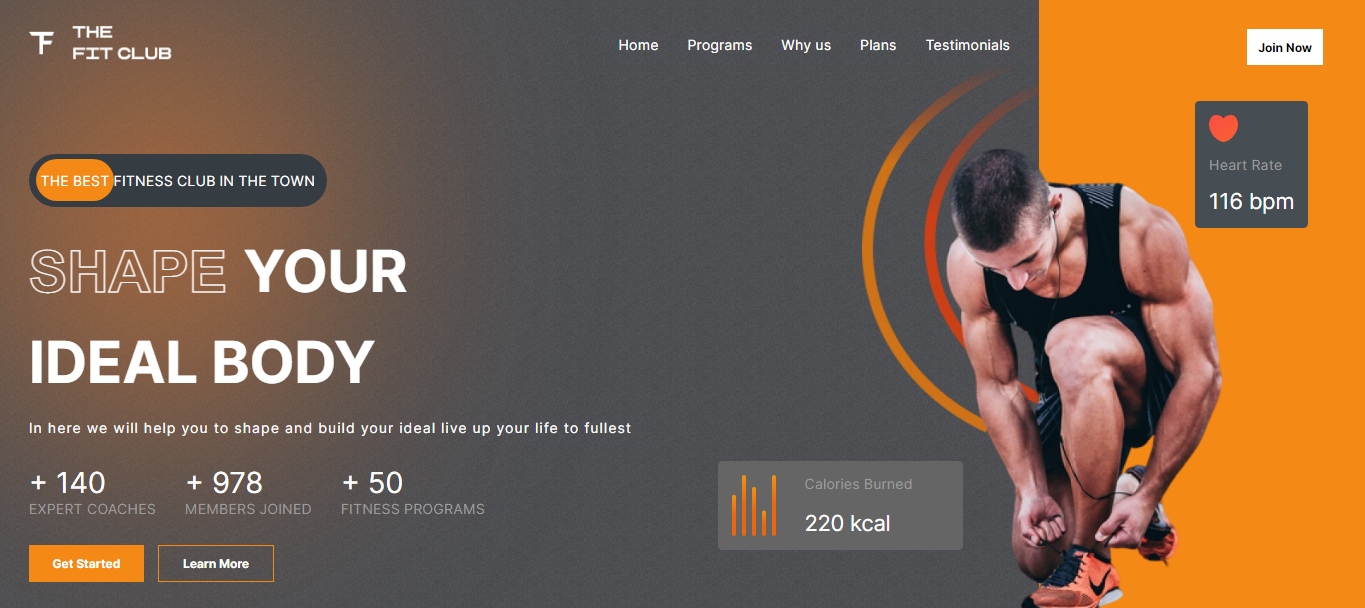 THE
FIT CLUB
Home Programs Why us Plans Testimonials
Join Now
THE BEST FITNESS CLUB IN THE TOWN
SHAPE YOUR
IDEAL BODY
In here we will help you to shape and build your ideal live up your life to fullest
+ 140 + 978 + 50
EXPERT COACHES MEMBERS JOINED FITNESS PROGRAMS
Get Started Learn More
Heart Rate
116 bpm
Calories Burned
220 kcal